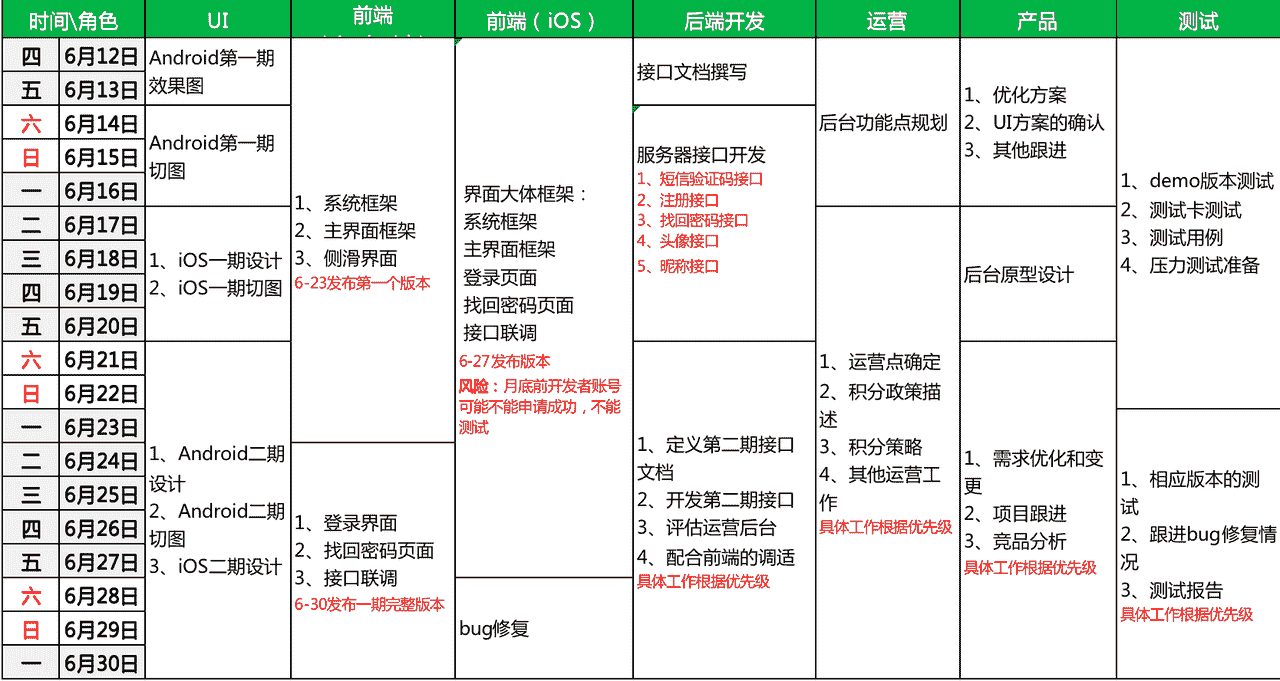 时间\角色
UI
前端
前端（iOS）
后端开发
运营
产品
测试
四 6月12日
五 6月13日
六 6月14日
日 6月15日
一 6月16日
二 6月17日
三 6月18日
四 6月19日
五 6月20日
六 6月21日
日 6月22日
一 6月23日
二 6月24日
三 6月25日
四 6月26日
五 6月27日
六 6月28日
日 6月29日
一 6月30日
Android第一期
效果图
Android第一期
切图
1、iOS一期设计
2、iOS一期切图
1、Android二期
设计
2、Android二期
切图
3、iOS二期设计
1、系统框架
2、主界面框架
3、侧滑界面
6-23发布第一个版本
1、登录界面
2、找回密码页面
3、接口联调
6-30发布一期完整版本
界面大体框架：
系统框架
主界面框架
登录页面
找回密码页面
接口联调
6-27发布版本
风险：月底前开发者账号
可能不能申请成功，不能
测试
bug修复
接口文档撰写
服务器接口开发
1、短信验证码接口
2、注册接口
3、找回密码接口
4、头像接口
5、昵称接口
1、定义第二期接口
文档
2、开发第二期接口
3、评估运营后台
4、配合前端的调适
具体工作根据优先级
后台功能点规划
1、运营点确定
2、积分政策描
述
3、积分策略
4、其他运营工
作
具体工作根据优先级
1、优化方案
2、UI方案的确认
3、其他跟进
后台原型设计
1、需求优化和变
更
2、项目跟进
3、竞品分析
具体工作根据优先级
1、demo版本测试
2、测试卡测试
3、测试用例
4、压力测试准备
1、相应版本的测
试
2、跟进bug修复情
况
3、测试报告
具体工作根据优先级